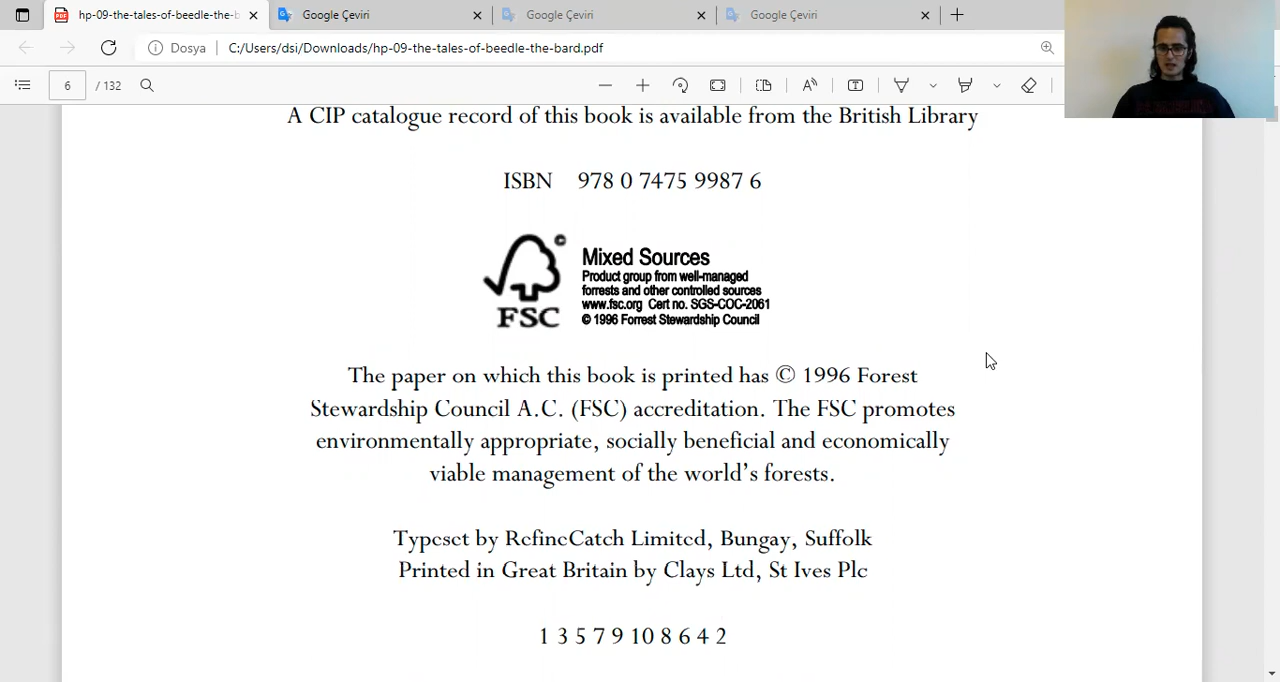 hp-09-the-tales-of-beedle-the-b
Google Çeviri
Google Çeviri
Google Çeviri
Dosya
C:/Users/dsi/Downloads/hp-09-the-tales-of-beedle-the-bard.pdf
6 / 132
A CIP catalogue record of this book is available from the British Library
ISBN 978 0 7475 9987 6
FSC
Mixed Sources
Product group from well-managed
forrests and other controlled sources
www.fsc.org Cert no. SGS-COC-2061
© 1996 Forrest Stewardship Council
The paper on which this book is printed has © 1996 Forest
Stewardship Council A.C. (FSC) accreditation. The FSC promotes
environmentally appropriate, socially beneficial and economically
viable management of the world's forests.
Typeset by RefineCatch Limited, Bungay, Suffolk
Printed in Great Britain by Clays Ltd, St Ives Plc
1 3 5 7 9 10 8 6 4 2